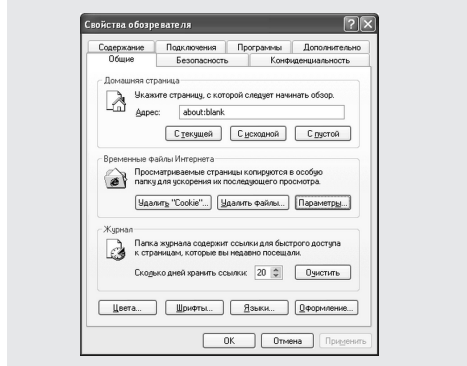 Свойства обозревателя
Содержание Подключения Программы Дополнительно
Общие Безопасность Конфиденциальность
Домашняя страница
Укажите страницу, с которой следует начинать обзор.
Адрес: about:blank
С текущей С исходной С пустой
Временные файлы Интернета
Просматриваемые страницы копируются в особую
папку для ускорения их последующего просмотра.
Удалить "Cookie"... Удалить файлы... Параметры...
Журнал
Папка журнала содержит ссылки для быстрого доступа
к страницам, которые вы недавно посещали.
Сколько дней хранить ссылки: 20 Очистить
Цвета... Шрифты... Языки... Оформление...
ОК Отмена Применить